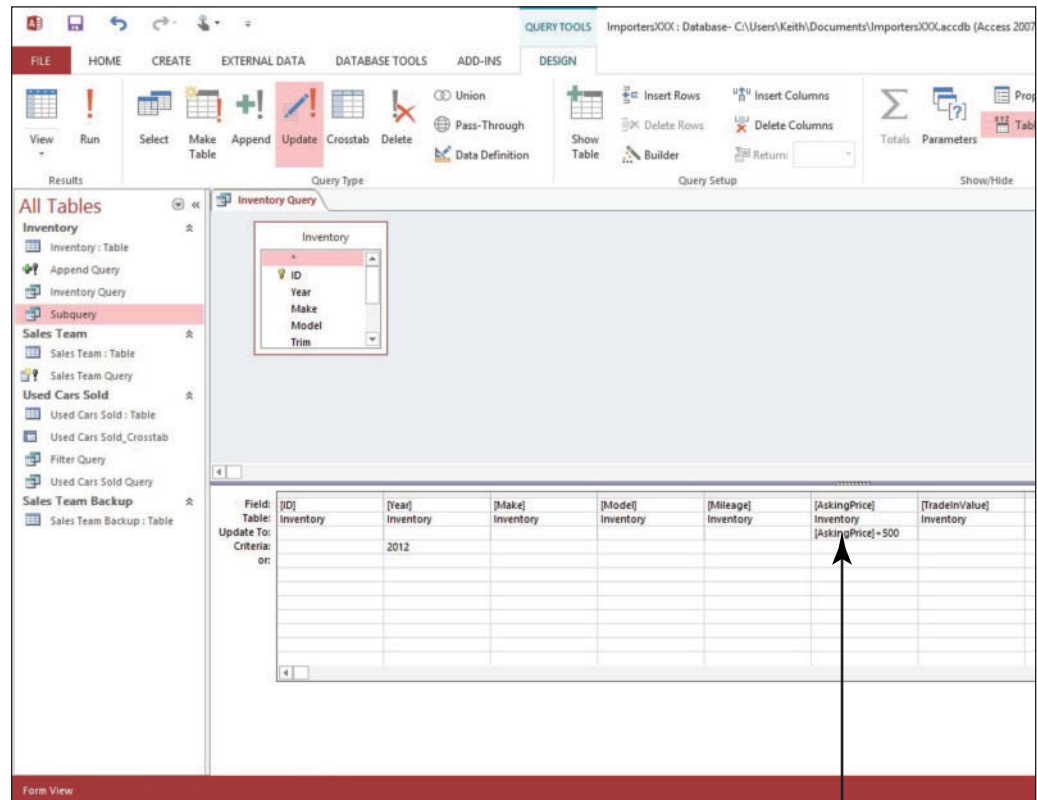 QUERY TOOLS
ImportersXXX : Database- C:\Users\Keith\Documents\ImportersXXX.accdb (Access 2007
FILE HOME CREATE EXTERNAL DATA DATABASE TOOLS ADD-INS DESIGN
View
Run
Select
Make Table
Append
Update
Crosstab
Delete
Union
Pass-Through
Data Definition
Show Table
Insert Rows
Delete Rows
Builder
Insert Columns
Delete Columns
Return:
Totals
Parameters
Prop
Tabl
Results
Query Type
Query Setup
Show/Hide
All Tables
Inventory
Inventory : Table
Append Query
Inventory Query
Subquery
Sales Team
Sales Team : Table
Sales Team Query
Used Cars Sold
Used Cars Sold : Table
Used Cars Sold_Crosstab
Filter Query
Used Cars Sold Query
Sales Team Backup
Sales Team Backup : Table
Inventory Query
Inventory
*
ID
Year
Make
Model
Trim
Field: [ID] [Year] [Make] [Model] [Mileage] [AskingPrice] [TradeInValue]
Table: Inventory Inventory Inventory Inventory Inventory Inventory Inventory
Update To: [AskingPrice]+500
Criteria: 2012
or:
Form View